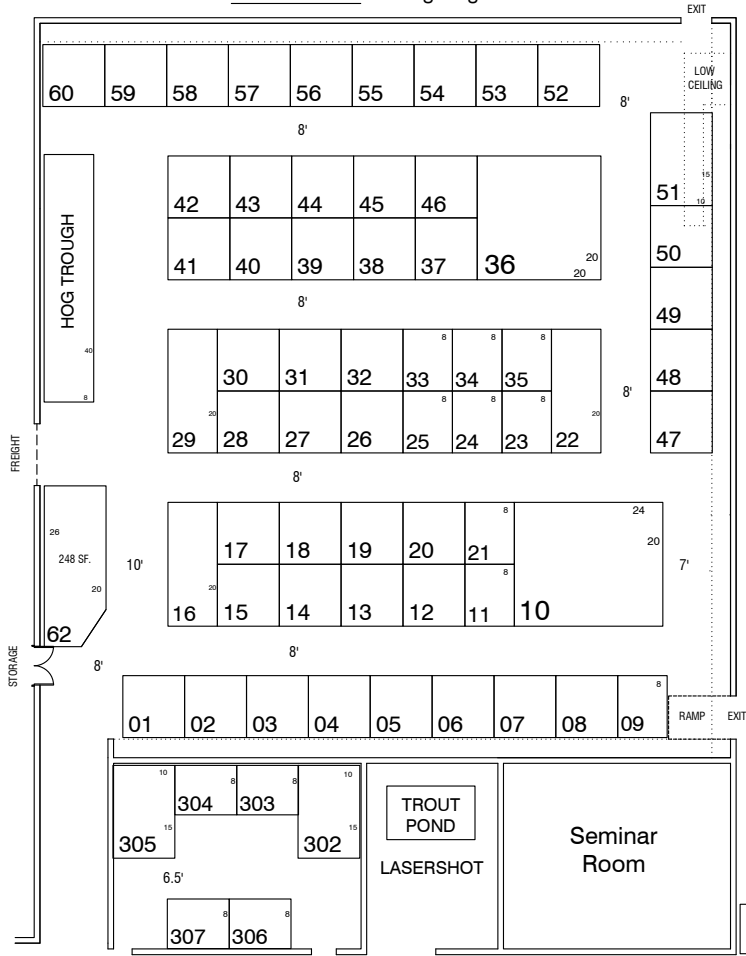 EXIT
LOW
CEILING
60 59 58 57 56 55 54 53 52
8'
8'
42 43 44 45 46
15
51
10
HOG TROUGH
41 40 39 38 37 36
20
20
50
8'
49
40
8
30 31 32 33 8 34 8 35 8
8'
48
20
29 28 27 26 25 8 24 8 23 8 22 20
47
FREIGHT
8'
26
248 SF.
20
62
10'
17 18 19 20 21 8
24
20
7'
20
16 15 14 13 12 11 8 10
STORAGE
8'
8'
01 02 03 04 05 06 07 08 09 8
RAMP EXIT
10
15
305
304 8
303 8
10
15
302
6.5'
307 8
306 8
TROUT
POND
LASERSHOT
Seminar
Room